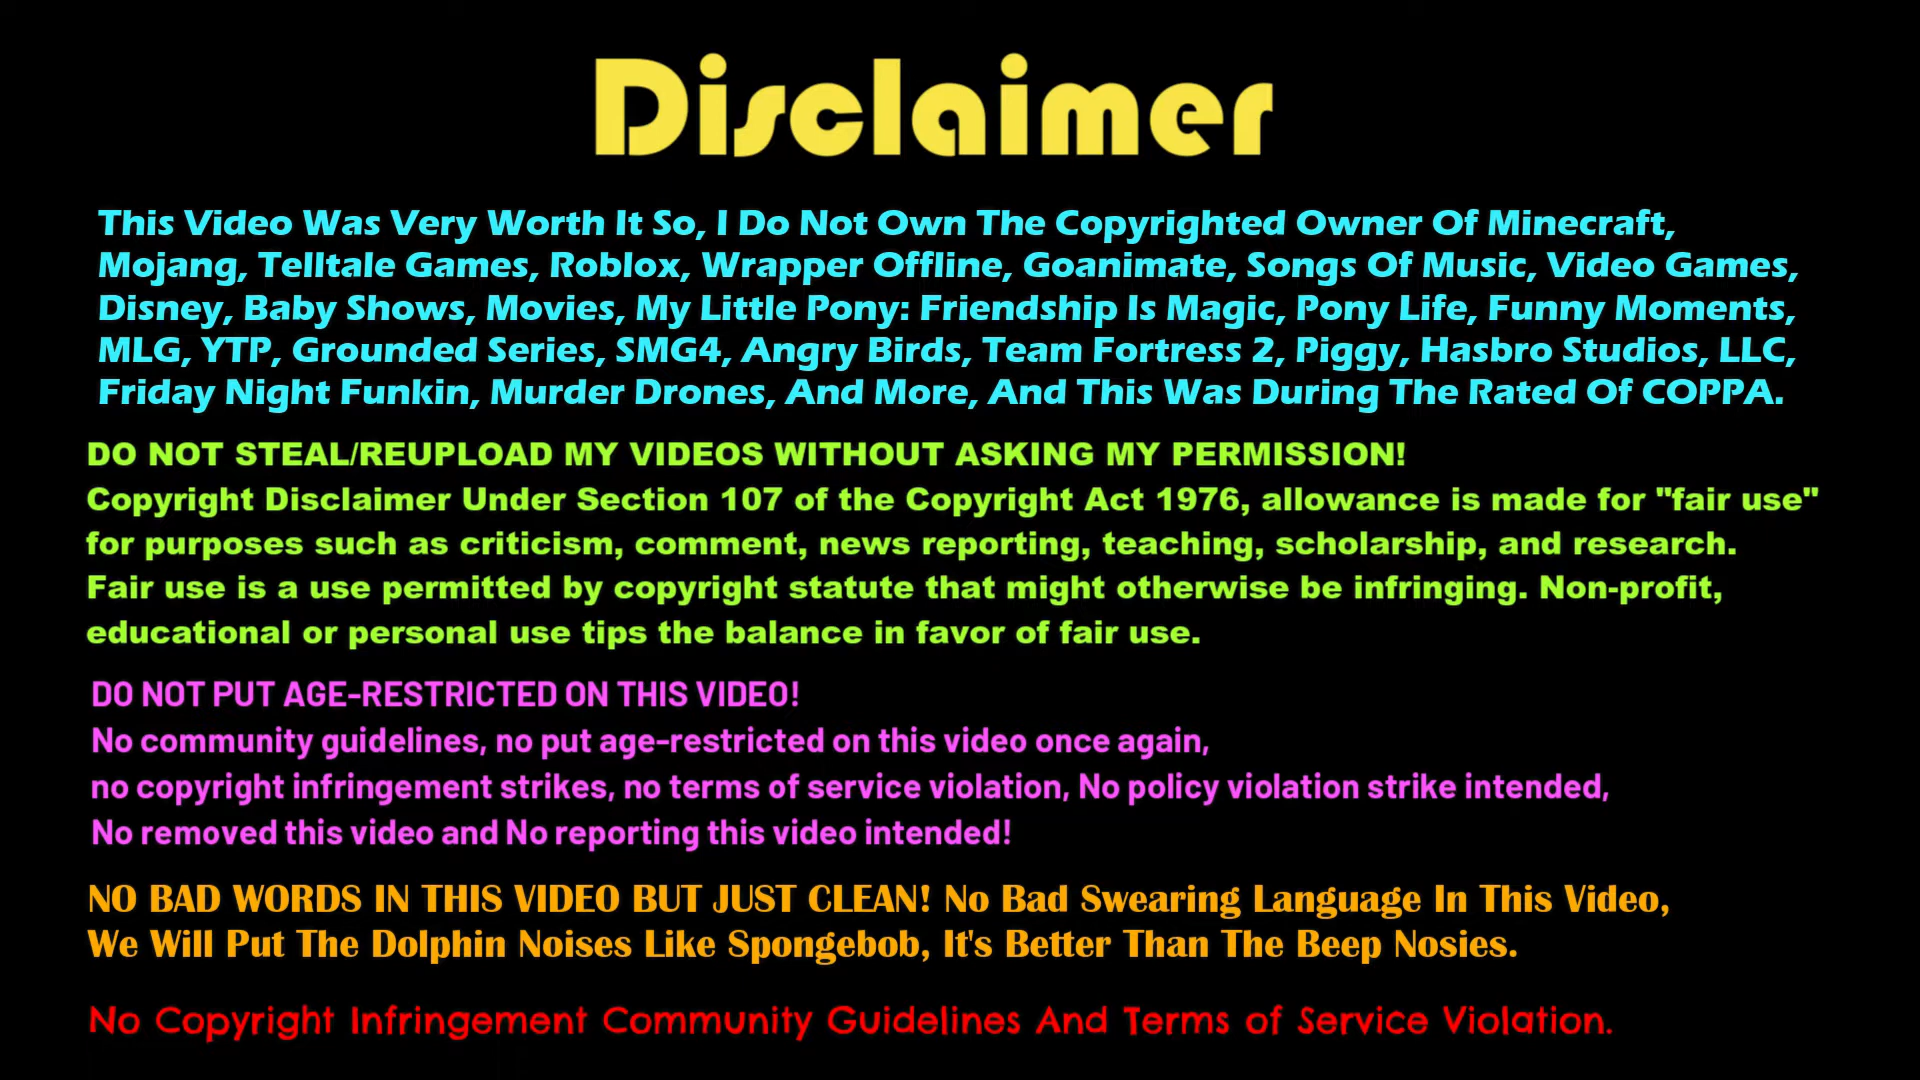 Disclaimer
This Video Was Very Worth It So, I Do Not Own The Copyrighted Owner Of Minecraft,
Mojang, Telltale Games, Roblox, Wrapper Offline, Goanimate, Songs Of Music, Video Games,
Disney, Baby Shows, Movies, My Little Pony: Friendship Is Magic, Pony Life, Funny Moments,
MLG, YTP, Grounded Series, SMG4, Angry Birds, Team Fortress 2, Piggy, Hasbro Studios, LLC,
Friday Night Funkin, Murder Drones, And More, And This Was During The Rated Of COPPA.
DO NOT STEAL/REUPLOAD MY VIDEOS WITHOUT ASKING MY PERMISSION!
Copyright Disclaimer Under Section 107 of the Copyright Act 1976, allowance is made for "fair use"
for purposes such as criticism, comment, news reporting, teaching, scholarship, and research.
Fair use is a use permitted by copyright statute that might otherwise be infringing. Non-profit,
educational or personal use tips the balance in favor of fair use.
DO NOT PUT AGE-RESTRICTED ON THIS VIDEO!
No community guidelines, no put age-restricted on this video once again,
no copyright infringement strikes, no terms of service violation, No policy violation strike intended,
No removed this video and No reporting this video intended!
NO BAD WORDS IN THIS VIDEO BUT JUST CLEAN! No Bad Swearing Language In This Video,
We Will Put The Dolphin Noises Like Spongebob, It's Better Than The Beep Nosies.
No Copyright Infringement Community Guidelines And Terms of Service Violation.